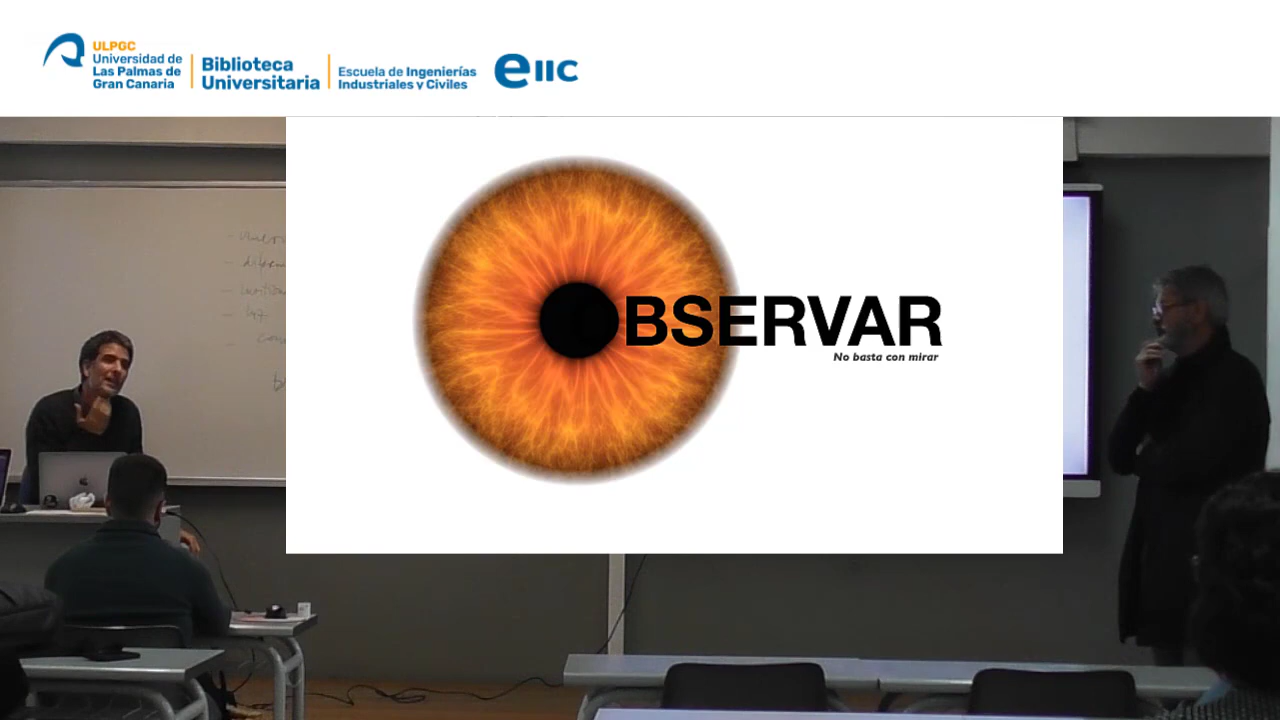 ULPGC
Universidad de
Las Palmas de
Gran Canaria
Biblioteca
Universitaria
Escuela de Ingenierías
Industriales y Civiles
eiic
OBSERVAR
No basta con mirar